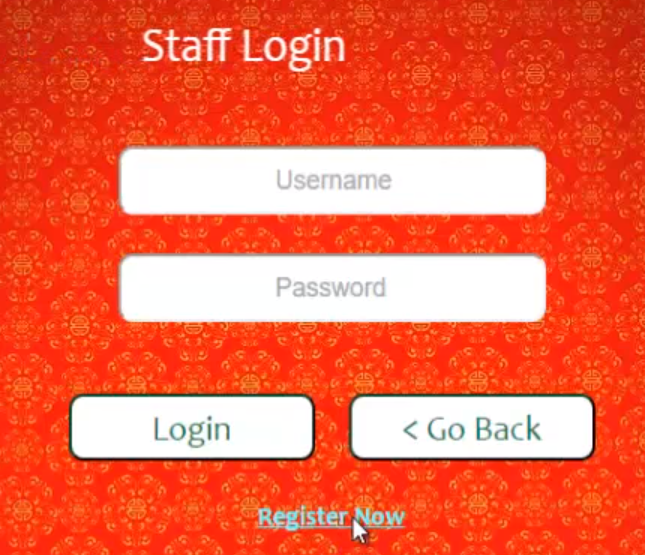 Staff Login
Username
Password
Login
< Go Back
Register Now